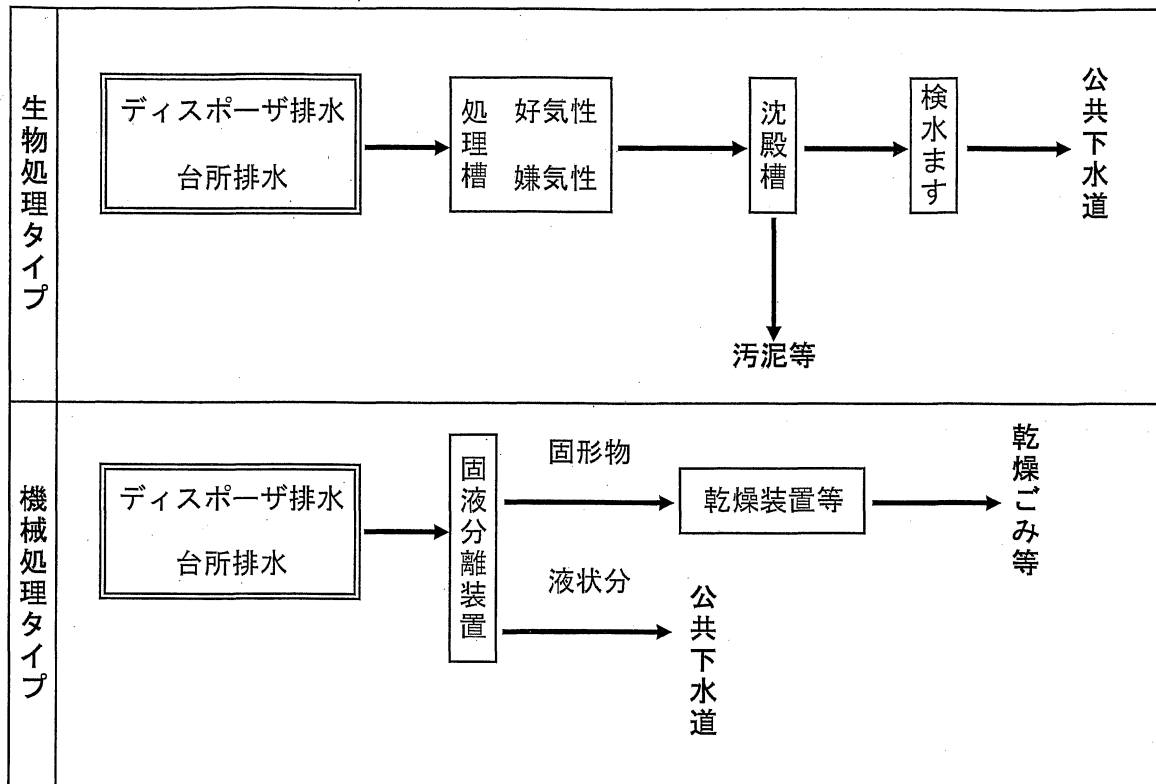 生物処理タイプ
ディスポーザ排水
台所排水
処理槽
好気性
嫌気性
沈殿槽
検水ます
公共下水道
汚泥等
機械処理タイプ
ディスポーザ排水
台所排水
固液分離装置
固形物
乾燥装置等
乾燥ごみ等
液状分
公共下水道